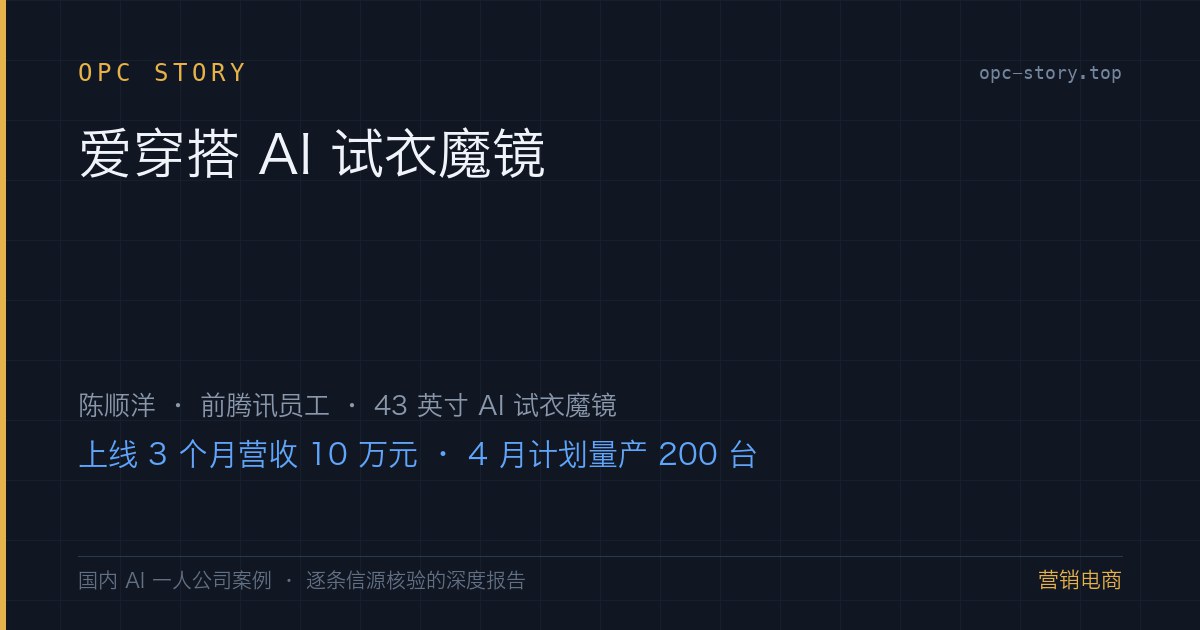 OPC STORY
opc-story.top
爱穿搭 AI 试衣魔镜
陈顺洋 · 前腾讯员工 · 43 英寸 AI 试衣魔镜
上线 3 个月营收 10 万元 · 4 月计划量产 200 台
国内 AI 一人公司案例 · 逐条信源核验的深度报告
营销电商